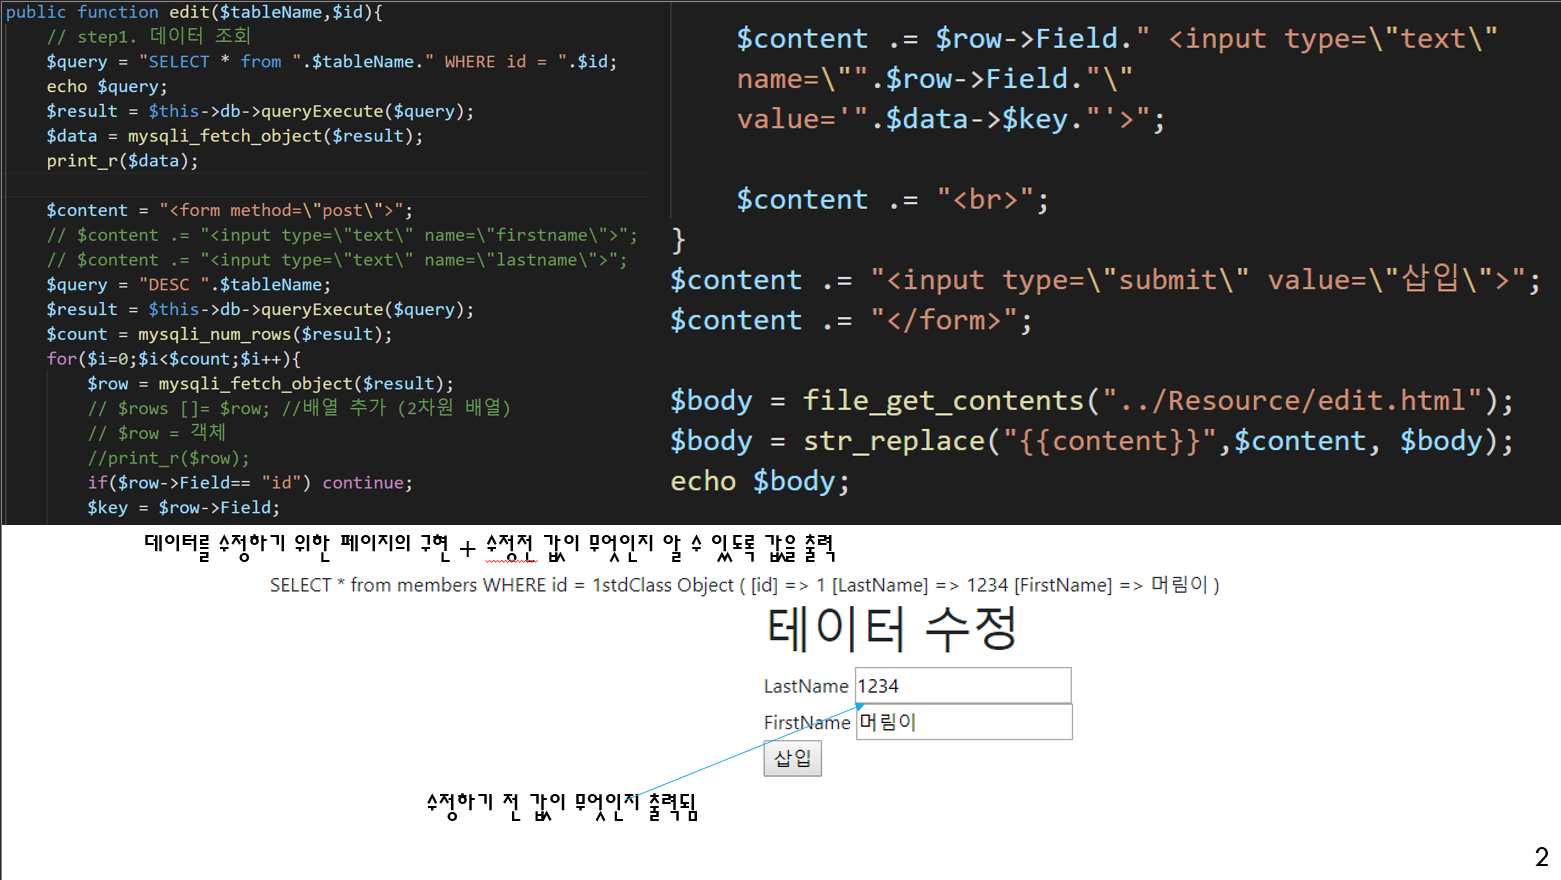 public function edit($tableName,$id){
// step1. 데이터 조회
$query = "SELECT * from ".$tableName." WHERE id = ".$id;
echo $query;
$result = $this->db->queryExecute($query);
$data = mysqli_fetch_object($result);
print_r($data);
$content = "<form method=\"post\">";
// $content .= "<input type=\"text\" name=\"firstname\">";
// $content .= "<input type=\"text\" name=\"lastname\">";
$query = "DESC ".$tableName;
$result = $this->db->queryExecute($query);
$count = mysqli_num_rows($result);
for($i=0;$i<$count;$i++){
$row = mysqli_fetch_object($result);
// $rows []= $row; //배열 추가 (2차원 배열)
// $row = 객체
//print_r($row);
if($row->Field== "id") continue;
$key = $row->Field;
$content .= $row->Field." <input type=\"text\"
name=\"".$row->Field."\"
value='".$data->$key."'>";
$content .= "<br>";
}
$content .= "<input type=\"submit\" value=\"삽입\">";
$content .= "</form>";
$body = file_get_contents("../Resource/edit.html");
$body = str_replace("{{content}}",$content, $body);
echo $body;
데이터를 수정하기 위한 페이지의 구현 + 수정전 값이 무엇인지 알 수 있도록 값을 출력
SELECT * from members WHERE id = 1stdClass Object ( [id] => 1 [LastName] => 1234 [FirstName] => 머림이 )
테이터 수정
LastName 1234
FirstName 머림이
삽입
수정하기 전 값이 무엇인지 출력됨
2